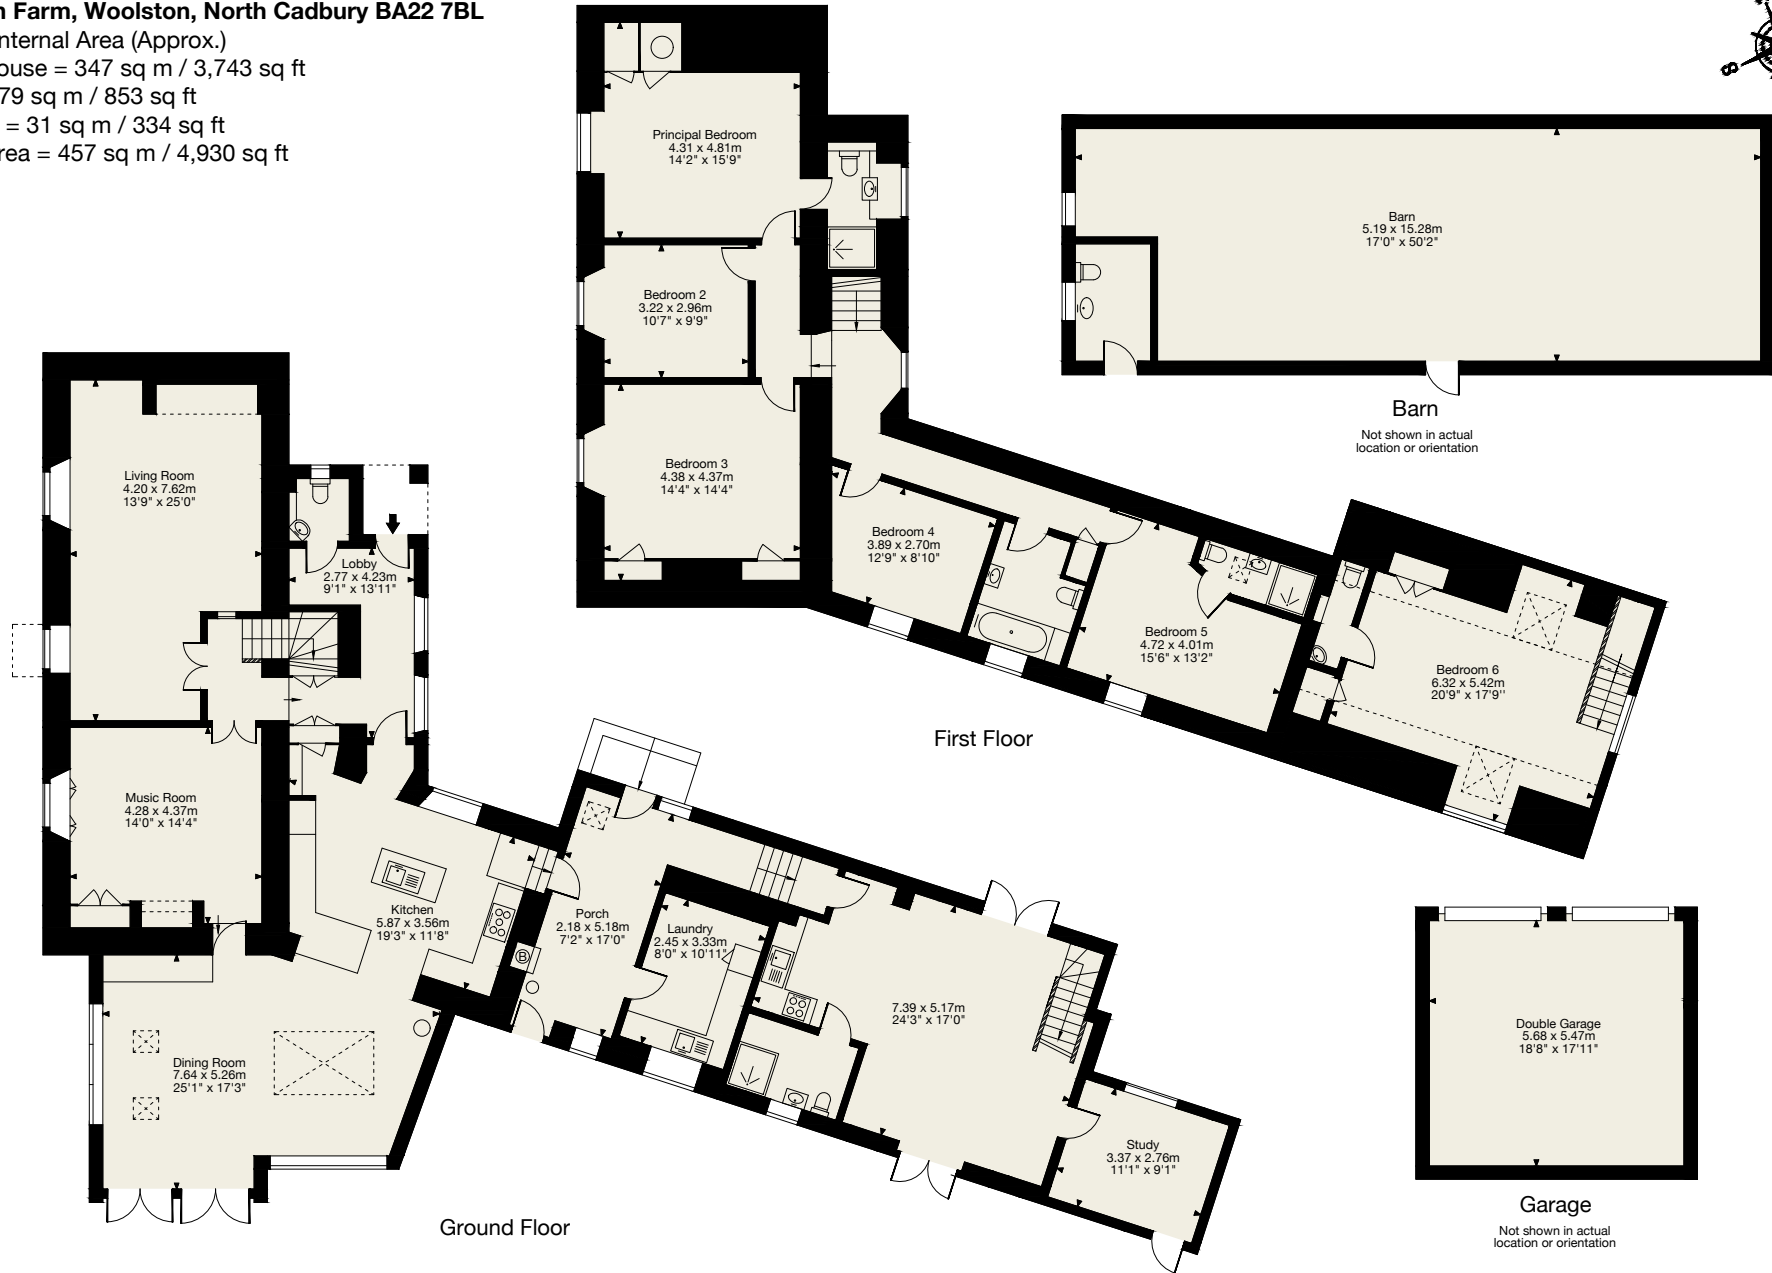 Farm, Woolston, North Cadbury BA22 7BL
nternal Area (Approx.)
ouse = 347 sq m / 3,743 sq ft
79 sq m / 853 sq ft
= 31 sq m / 334 sq ft
rea = 457 sq m / 4,930 sq ft
Principal Bedroom
4.31 x 4.81m
14'2" x 15'9"
Bedroom 2
3.22 x 2.96m
10'7" x 9'9"
Bedroom 3
4.38 x 4.37m
14'4" x 14'4"
Bedroom 4
3.89 x 2.70m
12'9" x 8'10"
Bedroom 5
4.72 x 4.01m
15'6" x 13'2"
Bedroom 6
6.32 x 5.42m
20'9" x 17'9''
First Floor
Barn
5.19 x 15.28m
17'0" x 50'2"
Barn
Not shown in actual
location or orientation
Living Room
4.20 x 7.62m
13'9" x 25'0"
Lobby
2.77 x 4.23m
9'1" x 13'11"
Music Room
4.28 x 4.37m
14'0" x 14'4"
Kitchen
5.87 x 3.56m
19'3" x 11'8"
Porch
2.18 x 5.18m
7'2" x 17'0"
B
Laundry
2.45 x 3.33m
8'0" x 10'11"
7.39 x 5.17m
24'3" x 17'0"
Dining Room
7.64 x 5.26m
25'1" x 17'3"
Study
3.37 x 2.76m
11'1" x 9'1"
Ground Floor
Double Garage
5.68 x 5.47m
18'8" x 17'11"
Garage
Not shown in actual
location or orientation